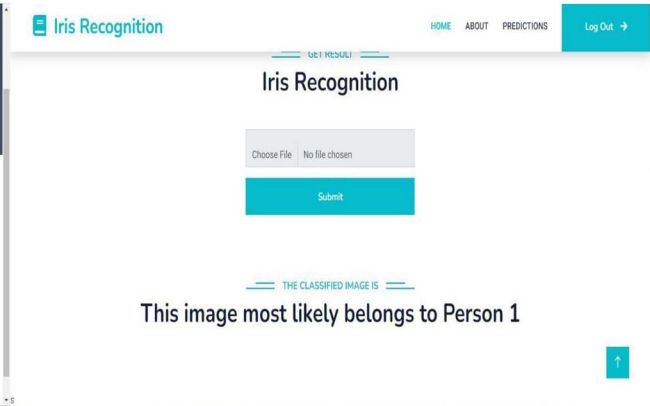 Iris Recognition
HOME ABOUT PREDICTIONS Log Out →
GET RESULT
Iris Recognition
Choose File No file chosen
Submit
THE CLASSIFIED IMAGE IS
This image most likely belongs to Person 1
↑
s